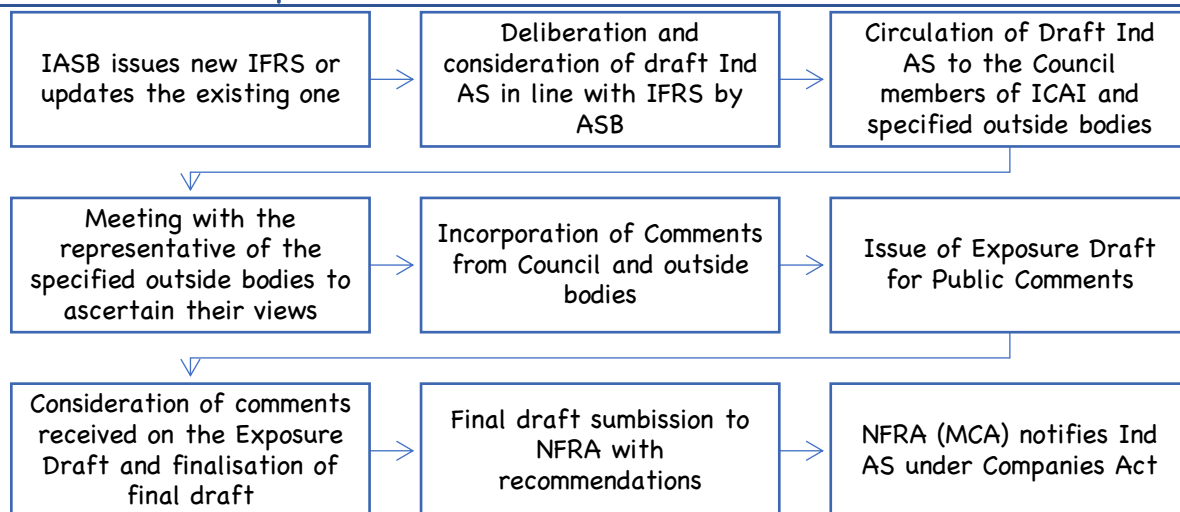 IASB issues new IFRS or
updates the existing one
Deliberation and
consideration of draft Ind
AS in line with IFRS by
ASB
Circulation of Draft Ind
AS to the Council
members of ICAI and
specified outside bodies
Meeting with the
representative of the
specified outside bodies to
ascertain their views
Incorporation of Comments
from Council and outside
bodies
Issue of Exposure Draft
for Public Comments
Consideration of comments
received on the Exposure
Draft and finalisation of
final draft
Final draft sumbission to
NFRA with
recommendations
NFRA (MCA) notifies Ind
AS under Companies Act